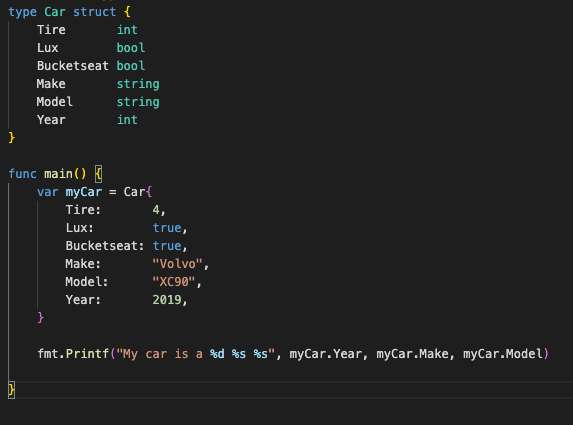 type Car struct {
    Tire       int
    Lux        bool
    Bucketseat bool
    Make       string
    Model      string
    Year       int
}
func main() {
    var myCar = Car{
        Tire:       4,
        Lux:        true,
        Bucketseat: true,
        Make:       "Volvo",
        Model:      "XC90",
        Year:       2019,
    }
    fmt.Printf("My car is a %d %s %s", myCar.Year, myCar.Make, myCar.Model)
}